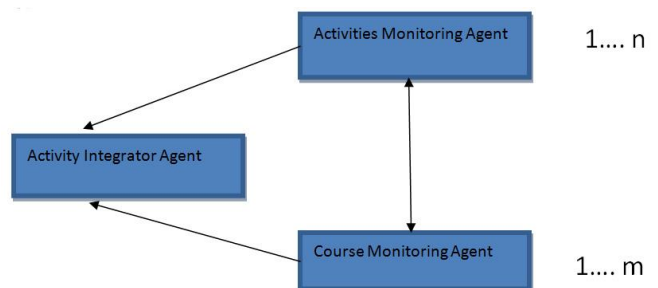 Activities Monitoring Agent
1.... n
Activity Integrator Agent
Course Monitoring Agent
1.... m